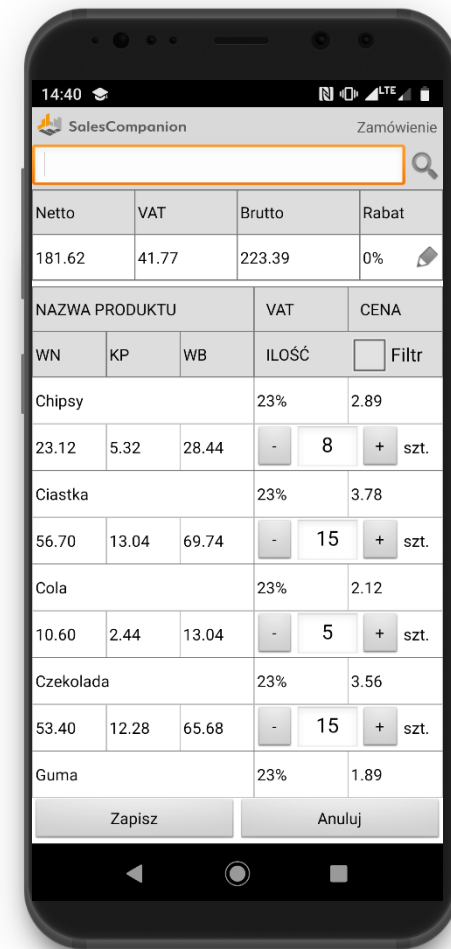 14:40 LTE
SalesCompanion Zamówienie
Netto VAT Brutto Rabat
181.62 41.77 223.39 0%
NAZWA PRODUKTU VAT CENA
WN KP WB ILOŚĆ Filtr
Chipsy 23% 2.89
23.12 5.32 28.44 - 8 + szt.
Ciastka 23% 3.78
56.70 13.04 69.74 - 15 + szt.
Cola 23% 2.12
10.60 2.44 13.04 - 5 + szt.
Czekolada 23% 3.56
53.40 12.28 65.68 - 15 + szt.
Guma 23% 1.89
Zapisz Anuluj